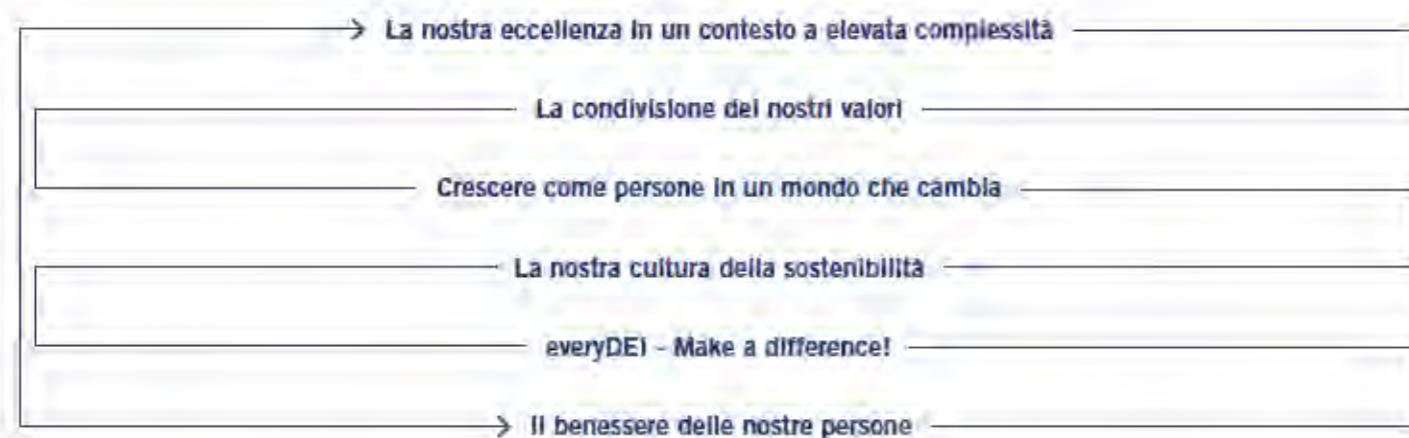 La nostra eccellenza in un contesto a elevata complessità
La condivisione dei nostri valori
Crescere come persone in un mondo che cambia
La nostra cultura della sostenibilità
everyDEI – Make a difference!
Il benessere delle nostre persone